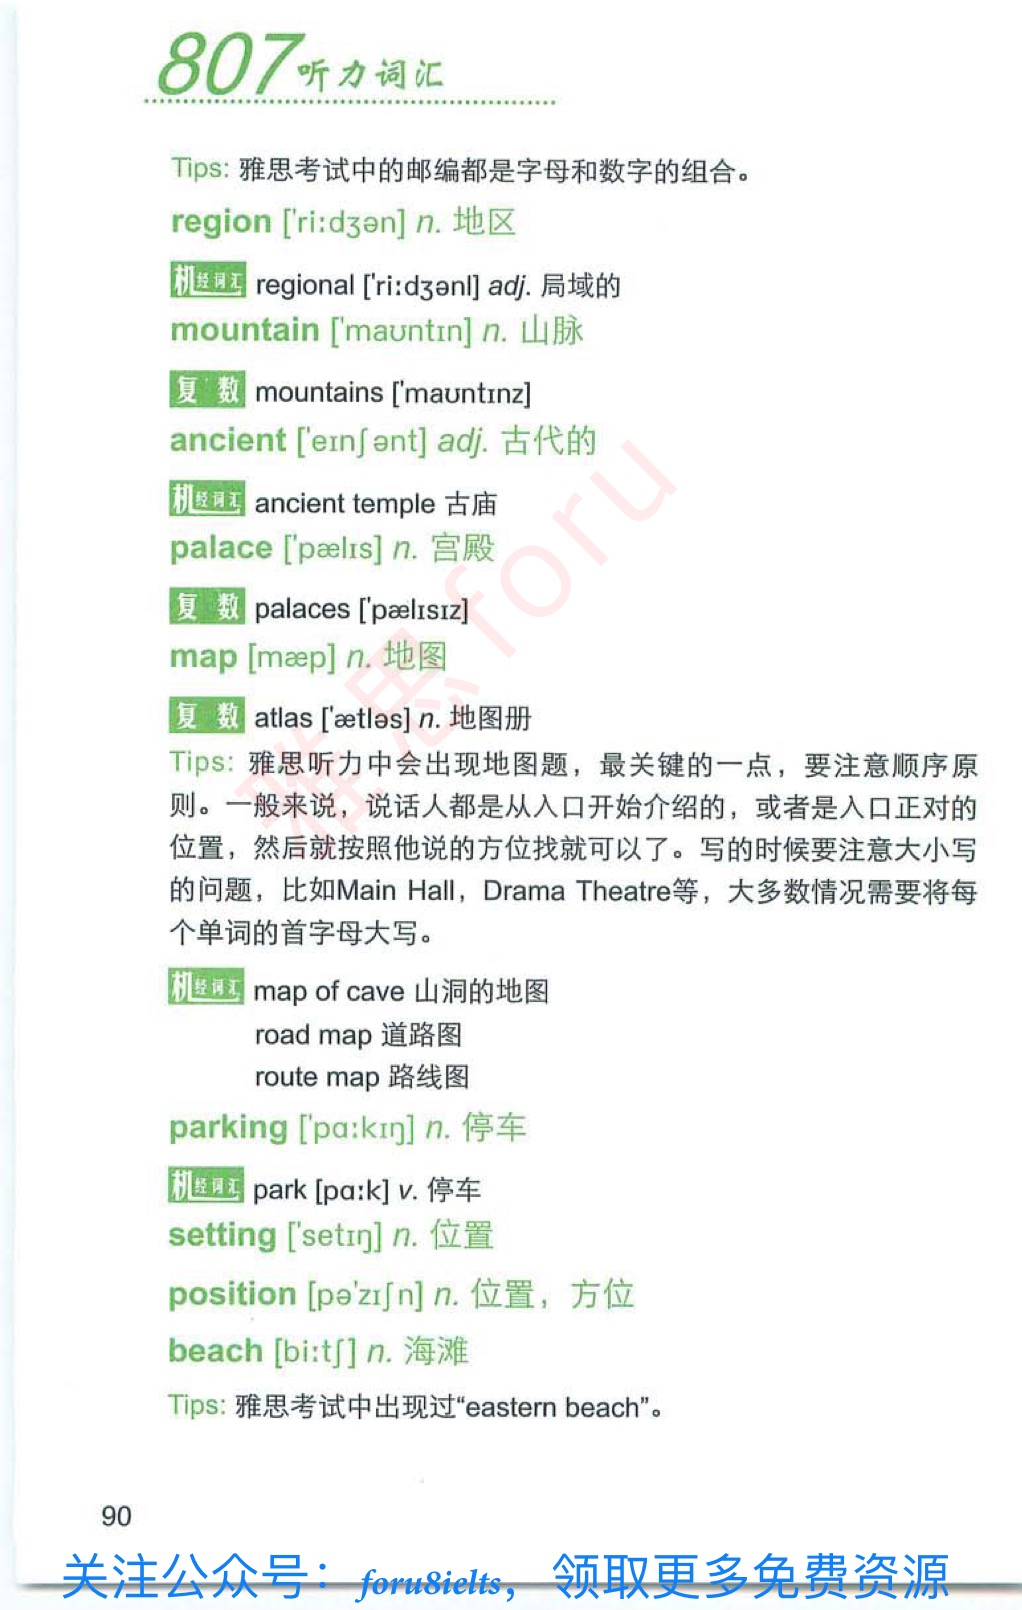 807听力词汇
Tips: 雅思考试中的邮编都是字母和数字的组合。
region ['ri:dʒən] n. 地区
机经词汇 regional ['ri:dʒənl] adj. 局域的
mountain ['maʊntɪn] n. 山脉
复 数 mountains ['maʊntɪnz]
ancient ['eɪnʃənt] adj. 古代的
机经词汇 ancient temple 古庙
palace ['pælɪs] n. 宫殿
复 数 palaces ['pælɪsɪz]
map [mæp] n. 地图
复 数 atlas ['ætləs] n. 地图册
Tips: 雅思听力中会出现地图题，最关键的一点，要注意顺序原
则。一般来说，说话人都是从入口开始介绍的，或者是入口正对的
位置，然后就按照他说的方位找就可以了。写的时候要注意大小写
的问题，比如Main Hall，Drama Theatre等，大多数情况需要将每
个单词的首字母大写。
机经词汇 map of cave 山洞的地图
road map 道路图
route map 路线图
parking ['pɑ:kɪŋ] n. 停车
机经词汇 park [pɑ:k] v. 停车
setting ['setɪŋ] n. 位置
position [pə'zɪʃn] n. 位置，方位
beach [bi:tʃ] n. 海滩
Tips: 雅思考试中出现过“eastern beach”。
雅思foru
90
关注公众号：foru8ielts，领取更多免费资源